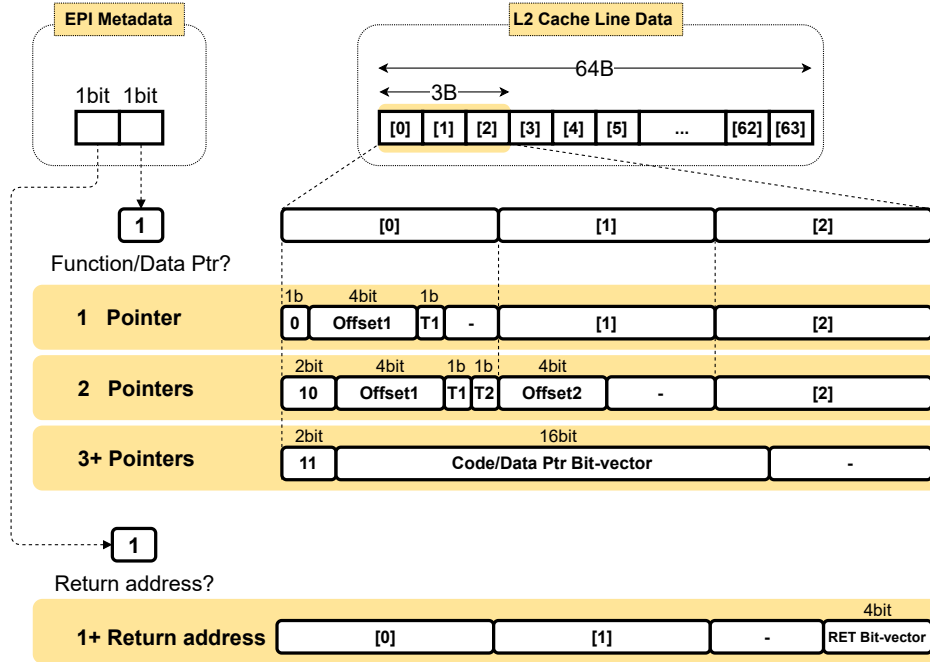 EPI Metadata
L2 Cache Line Data
64B
3B
1bit 1bit
[0] [1] [2] [3] [4] [5] ... [62] [63]
1
[0] [1] [2]
Function/Data Ptr?
1b 4bit 1b
1 Pointer
0 Offset1 T1 - [1] [2]
2bit 4bit 1b 1b 4bit
2 Pointers
10 Offset1 T1 T2 Offset2 - [2]
2bit 16bit
3+ Pointers
11 Code/Data Ptr Bit-vector -
1
Return address?
4bit
1+ Return address [0] [1] - RET Bit-vector